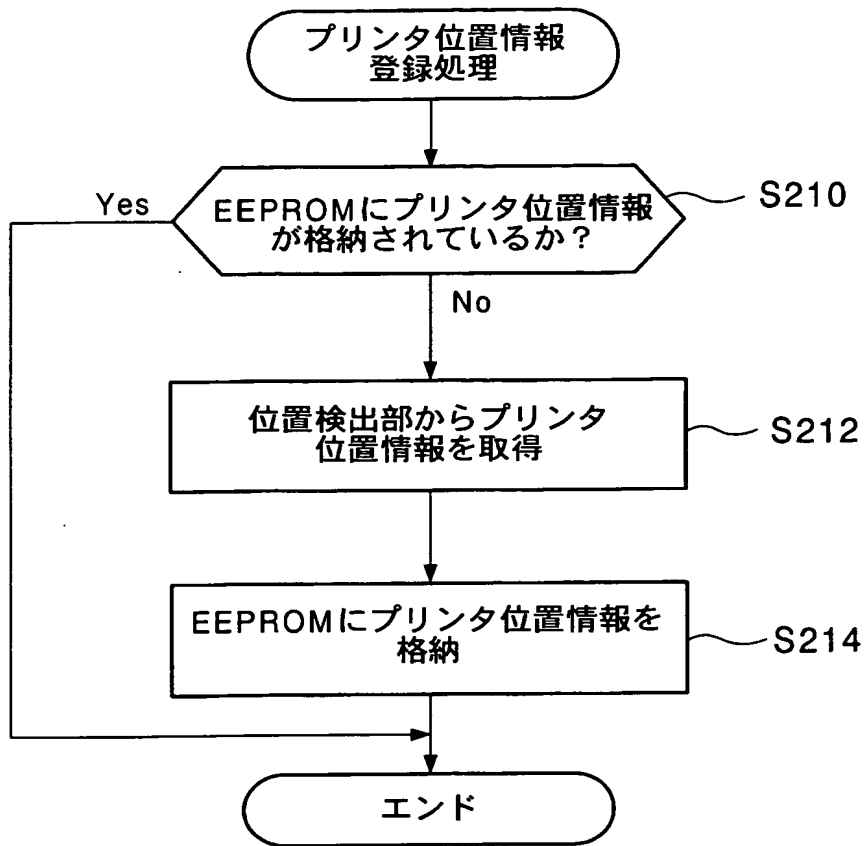 プリンタ位置情報
登録処理
Yes
EEPROMにプリンタ位置情報
が格納されているか？
S210
No
位置検出部からプリンタ
位置情報を取得
S212
EEPROMにプリンタ位置情報を
格納
S214
エンド